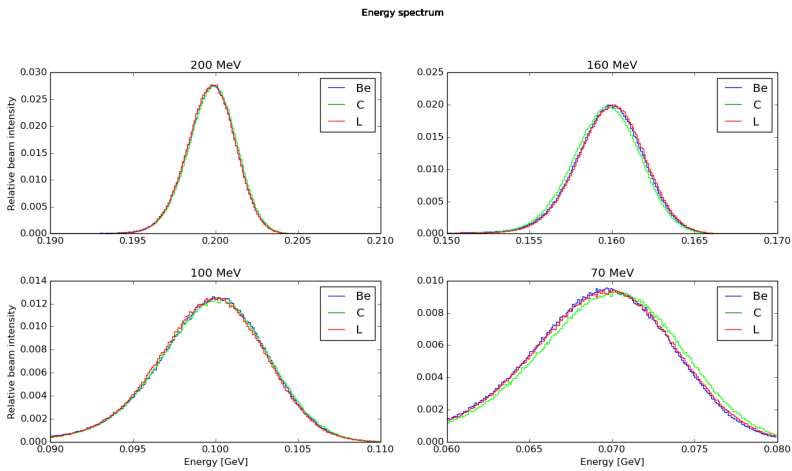 Energy spectrum
200 MeV
Relative beam intensity
0.030
0.025
0.020
0.015
0.010
0.005
0.000
0.190
0.195
0.200
0.205
0.210
Be
C
L
160 MeV
0.025
0.020
0.015
0.010
0.005
0.000
0.150
0.155
0.160
0.165
0.170
Be
C
L
100 MeV
Relative beam intensity
0.014
0.012
0.010
0.008
0.006
0.004
0.002
0.000
0.090
0.095
0.100
0.105
0.110
Energy [GeV]
Be
C
L
70 MeV
0.010
0.008
0.006
0.004
0.002
0.000
0.060
0.065
0.070
0.075
0.080
Energy [GeV]
Be
C
L